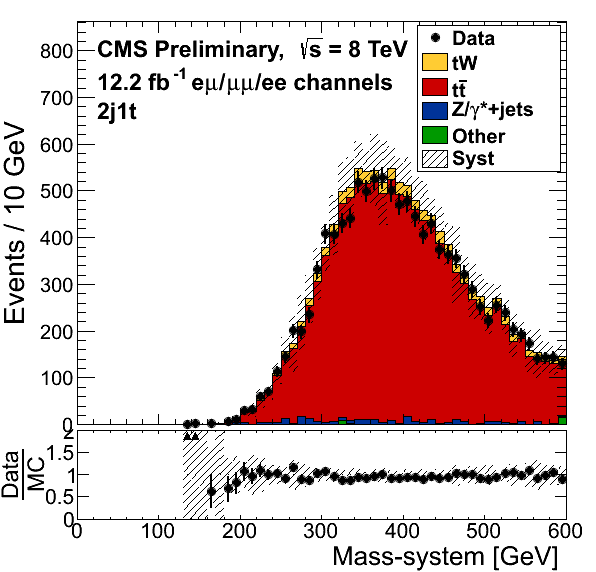 CMS Preliminary, √s = 8 TeV
12.2 fb⁻¹ eμ/μμ/ee channels
2j1t
Data
tW
tt̄
Z/γ*+jets
Other
Syst
Events / 10 GeV
800
700
600
500
400
300
200
100
0
Data
MC
2
1.5
1
0.5
0
0 100 200 300 400 500 600
Mass-system [GeV]